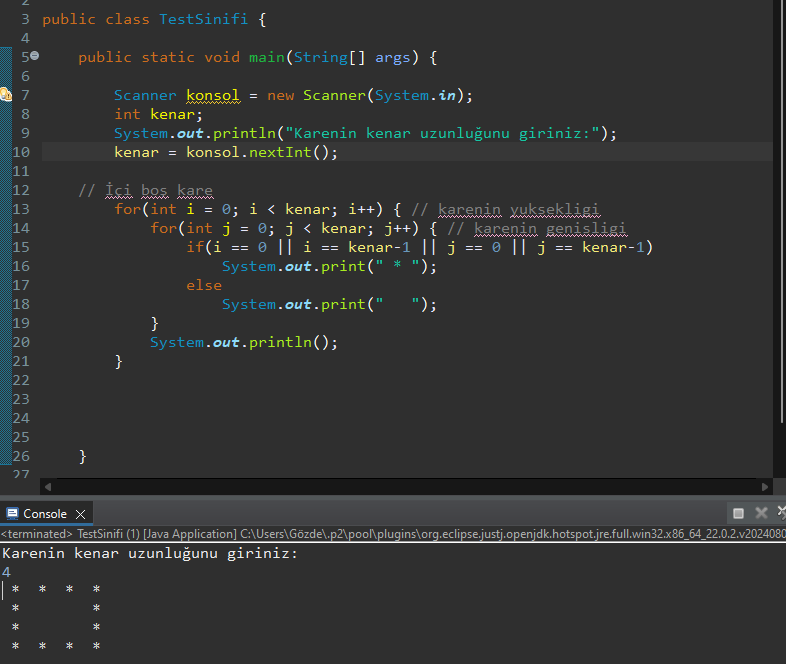 3 public class TestSinifi {
4
5 public static void main(String[] args) {
6
7 Scanner konsol = new Scanner(System.in);
8 int kenar;
9 System.out.println("Karenin kenar uzunluğunu giriniz:");
10 kenar = konsol.nextInt();
11
12 // İçi bos kare
13 for(int i = 0; i < kenar; i++) { // karenin yuksekligi
14 for(int j = 0; j < kenar; j++) { // karenin genisligi
15 if(i == 0 || i == kenar-1 || j == 0 || j == kenar-1)
16 System.out.print(" * ");
17 else
18 System.out.print("   ");
19 }
20 System.out.println();
21 }
22
23
24
25
26 }
27
Console
<terminated> TestSinifi (1) [Java Application] C:\Users\Gözde\.p2\pool\plugins\org.eclipse.justj.openjdk.hotspot.jre.full.win32.x86_64_22.0.2.v2024080
Karenin kenar uzunluğunu giriniz:
4
 *  *  *  *
 *        *
 *        *
 *  *  *  *